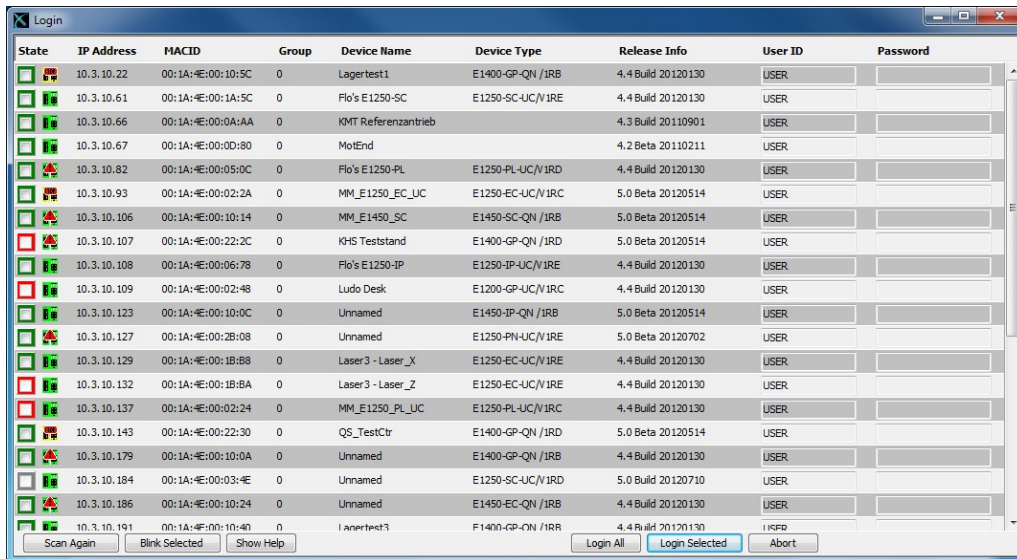 Login
State IP Address MACID Group Device Name Device Type Release Info User ID Password
10.3.10.22 00:1A:4E:00:10:5C 0 Lagertest1 E1400-GP-QN /1RB 4.4 Build 20120130 USER
10.3.10.61 00:1A:4E:00:1A:5C 0 Flo's E1250-SC E1250-SC-UC/V1RE 4.4 Build 20120130 USER
10.3.10.66 00:1A:4E:00:0A:AA 0 KMT Referenzantrieb 4.3 Build 20110901 USER
10.3.10.67 00:1A:4E:00:0D:80 0 MotEnd 4.2 Beta 20110211 USER
10.3.10.82 00:1A:4E:00:05:0C 0 Flo's E1250-PL E1250-PL-UC/V1RD 4.4 Build 20120130 USER
10.3.10.93 00:1A:4E:00:02:2A 0 MM_E1250_EC_UC E1250-EC-UC/V1RC 5.0 Beta 20120514 USER
10.3.10.106 00:1A:4E:00:10:14 0 MM_E1450_SC E1450-SC-QN /1RB 5.0 Beta 20120514 USER
10.3.10.107 00:1A:4E:00:22:2C 0 KHS Teststand E1400-GP-QN /1RD 5.0 Beta 20120514 USER
10.3.10.108 00:1A:4E:00:06:78 0 Flo's E1250-IP E1250-IP-UC/V1RE 4.4 Build 20120130 USER
10.3.10.109 00:1A:4E:00:02:48 0 Ludo Desk E1200-GP-UC/V1RC 4.4 Build 20120130 USER
10.3.10.123 00:1A:4E:00:10:0C 0 Unnamed E1450-IP-QN /1RB 5.0 Beta 20120514 USER
10.3.10.127 00:1A:4E:00:2B:08 0 Unnamed E1250-PN-UC/V1RE 5.0 Beta 20120702 USER
10.3.10.129 00:1A:4E:00:1B:B8 0 Laser3 - Laser_X E1250-EC-UC/V1RE 4.4 Build 20120130 USER
10.3.10.132 00:1A:4E:00:1B:BA 0 Laser3 - Laser_Z E1250-EC-UC/V1RE 4.4 Build 20120130 USER
10.3.10.137 00:1A:4E:00:02:24 0 MM_E1250_PL_UC E1250-PL-UC/V1RC 4.4 Build 20120130 USER
10.3.10.143 00:1A:4E:00:22:30 0 QS_TestCtr E1400-GP-QN /1RD 5.0 Beta 20120514 USER
10.3.10.179 00:1A:4E:00:10:0A 0 Unnamed E1400-GP-QN /1RB 4.4 Build 20120130 USER
10.3.10.184 00:1A:4E:00:03:4E 0 Unnamed E1250-SC-UC/V1RD 5.0 Build 20120710 USER
10.3.10.186 00:1A:4E:00:10:24 0 Unnamed E1450-EC-QN /1RB 4.4 Build 20120130 USER
10.3.10.191 00:1A:4E:00:10:40 0 Lagertest3 E1400-GP-QN /1RB 4.4 Build 20120130 USER
Scan Again Blink Selected Show Help Login All Login Selected Abort